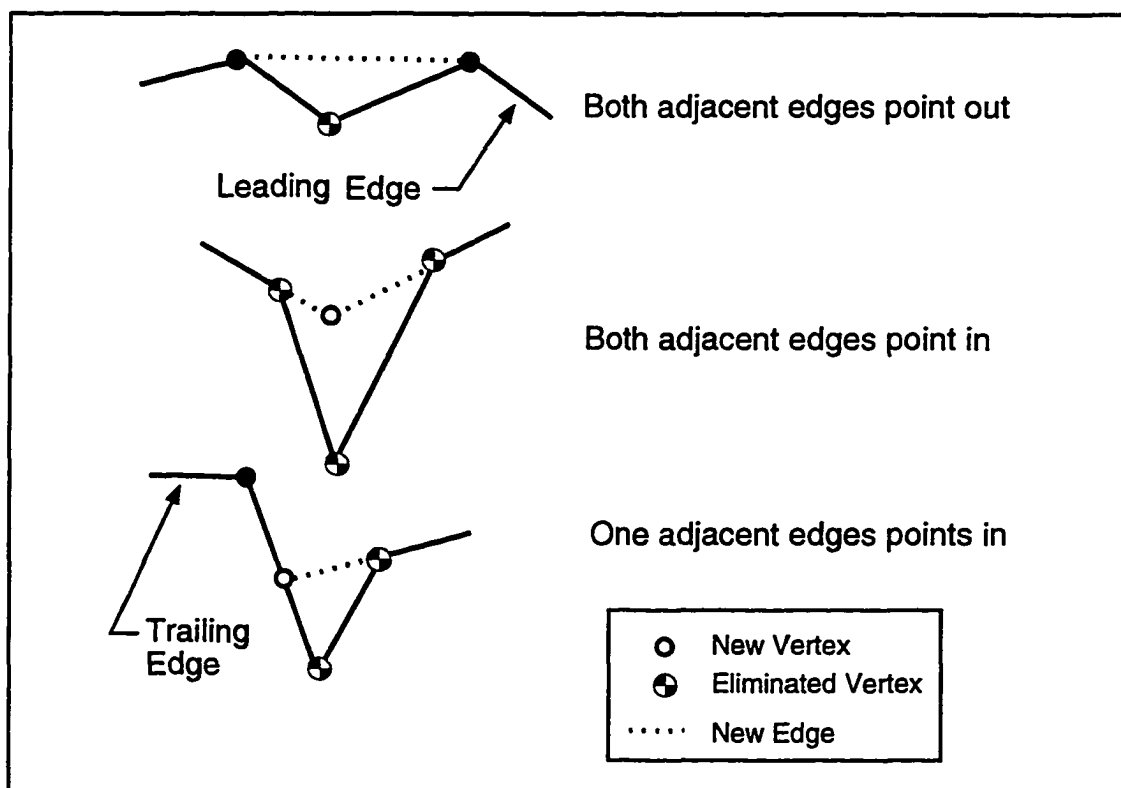 Both adjacent edges point out
Leading Edge
Both adjacent edges point in
One adjacent edges points in
Trailing
Edge
New Vertex
Eliminated Vertex
New Edge